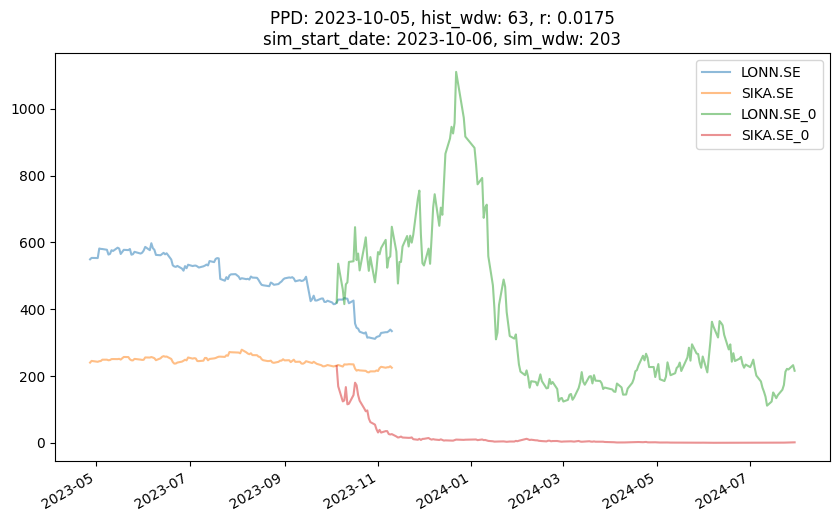 PPD: 2023-10-05, hist_wdw: 63, r: 0.0175
sim_start_date: 2023-10-06, sim_wdw: 203
LONN.SE
SIKA.SE
LONN.SE_0
SIKA.SE_0
1000
800
600
400
200
0
2023-05
2023-07
2023-09
2023-11
2024-01
2024-03
2024-05
2024-07